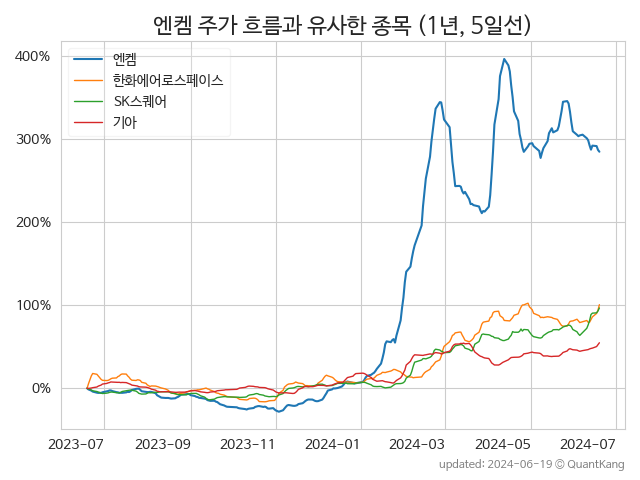 엔켐 주가 흐름과 유사한 종목 (1년, 5일선)
엔켐
한화에어로스페이스
SK스퀘어
기아
400%
300%
200%
100%
0%
2023-07 2023-09 2023-11 2024-01 2024-03 2024-05 2024-07
updated: 2024-06-19 © QuantKang